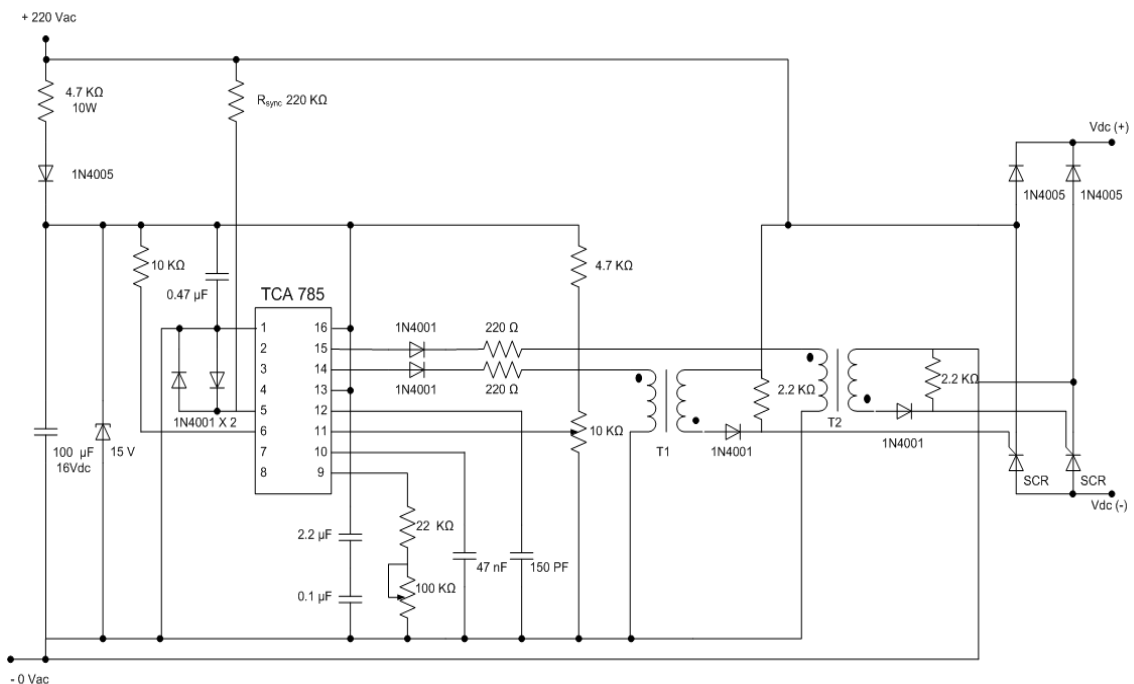 + 220 Vac
4.7 KΩ
10W
Rsync 220 KΩ
1N4005
Vdc (+)
1N4005
1N4005
10 KΩ
0.47 µF
TCA 785
4.7 KΩ
1
2
3
4
5
6
7
8
16
15
14
13
12
11
10
9
1N4001
220 Ω
1N4001
220 Ω
1N4001 X 2
2.2 KΩ
2.2 KΩ
T2
1N4001
10 KΩ
T1
1N4001
100 µF
16Vdc
15 V
SCR
SCR
Vdc (-)
22 KΩ
2.2 µF
47 nF
150 PF
100 KΩ
0.1 µF
- 0 Vac